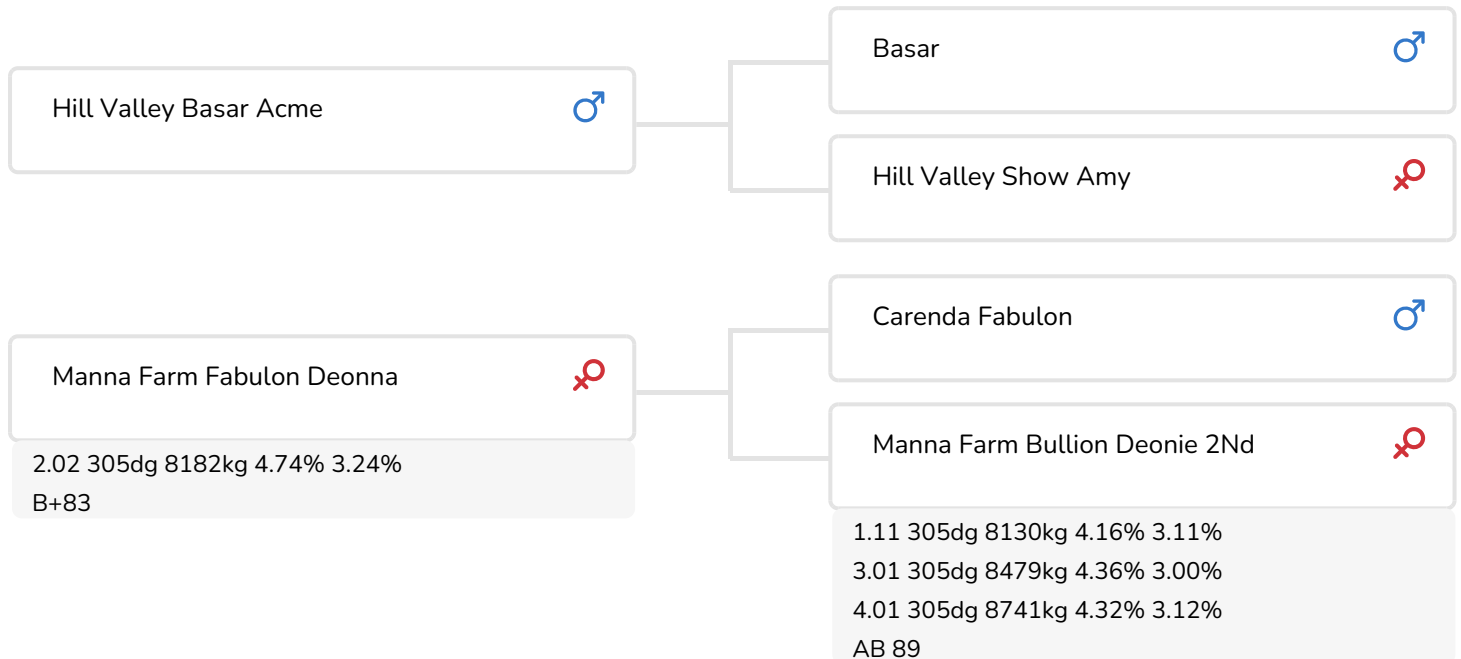 Hill Valley Basar Acme
Basar
Hill Valley Show Amy
Manna Farm Fabulon Deonna
2.02 305dg 8182kg 4.74% 3.24%
B+83
Carenda Fabulon
Manna Farm Bullion Deonie 2Nd
1.11 305dg 8130kg 4.16% 3.11%
3.01 305dg 8479kg 4.36% 3.00%
4.01 305dg 8741kg 4.32% 3.12%
AB 89